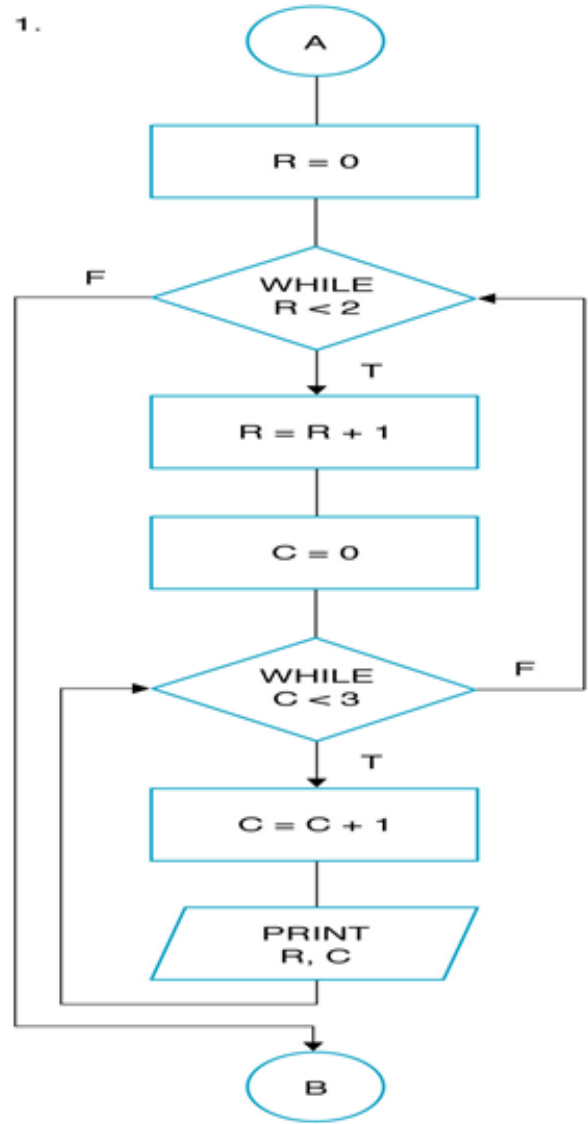 1.
A
R = 0
F
WHILE
R < 2
T
R = R + 1
C = 0
WHILE
C < 3
F
T
C = C + 1
PRINT
R, C
B